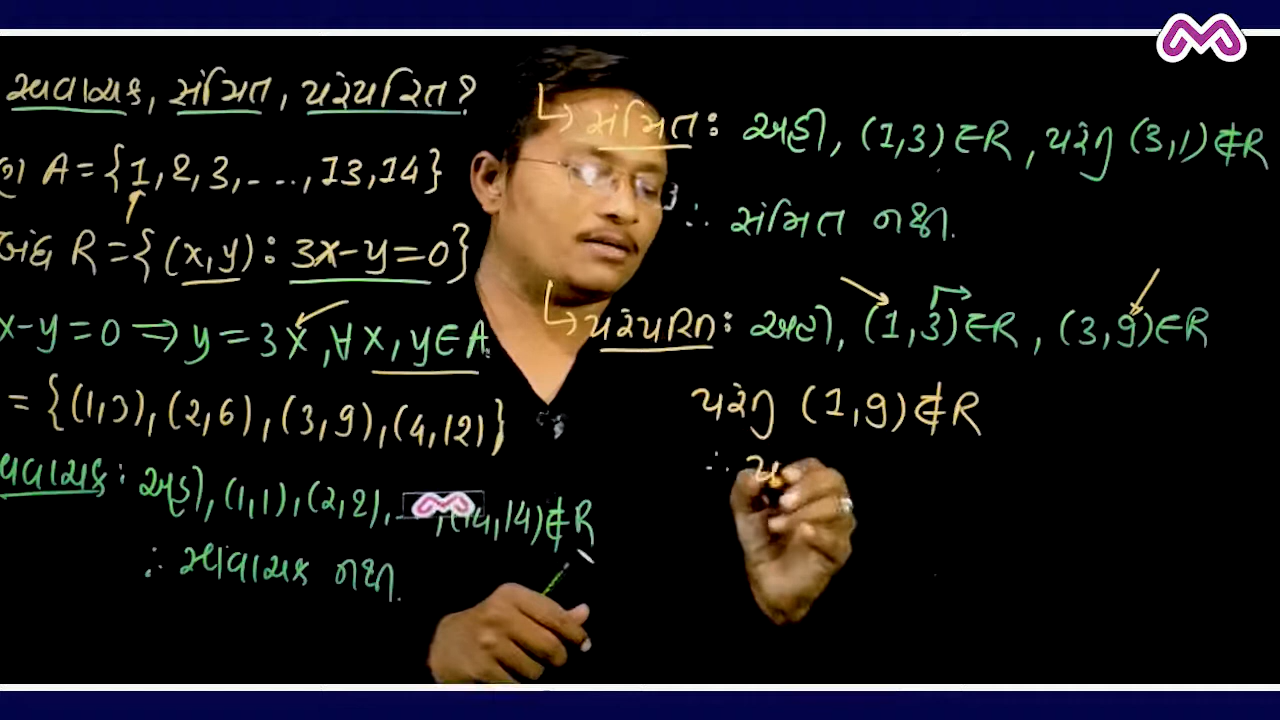 સ્વવાચક, સંમિત, પરંપરિત?
A = {1, 2, 3, ..., 13, 14}
R = {(x, y) : 3x-y=0}
x-y=0 ⇒ y = 3x, ∀ x, y ∈ A.
= {(1,3), (2,6), (3,9), (4,12)}
સ્વવાચક : અહીં, (1,1), (2,2), ..., (14,14) ∉ R
∴ સ્વવાચક નથી.
↳ સંમિત : અહીં, (1,3) ∈ R, પરંતુ (3,1) ∉ R
∴ સંમિત નથી.
↳ પરંપરિત : અહીં, (1,3) ∈ R, (3,9) ∈ R
પરંતુ (1,9) ∉ R
∴ પ